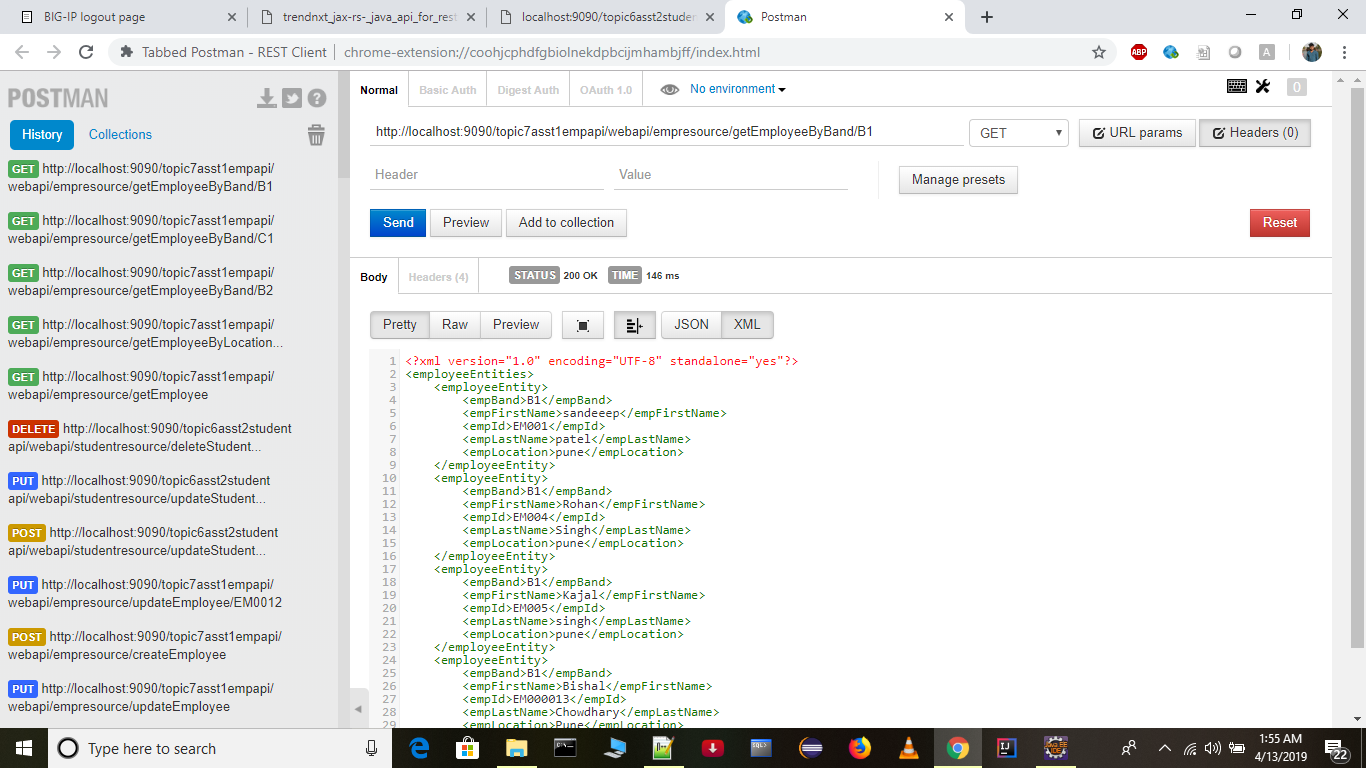 BIG-IP logout page
trendnxt_jax-rs-_java_api_for_rest
localhost:9090/topic6asst2studen
Postman
Tabbed Postman - REST Client
chrome-extension://coohjcphdfgbiolnekdpbcijmhambjff/index.html
ABP
A
POSTMAN
History
Collections
GET http://localhost:9090/topic7asst1empapi/
webapi/empresource/getEmployeeByBand/B1
GET http://localhost:9090/topic7asst1empapi/
webapi/empresource/getEmployeeByBand/C1
GET http://localhost:9090/topic7asst1empapi/
webapi/empresource/getEmployeeByBand/B2
GET http://localhost:9090/topic7asst1empapi/
webapi/empresource/getEmployeeByLocation...
GET http://localhost:9090/topic7asst1empapi/
webapi/empresource/getEmployee
DELETE http://localhost:9090/topic6asst2student
api/webapi/studentresource/deleteStudent...
PUT http://localhost:9090/topic6asst2student
api/webapi/studentresource/updateStudent...
POST http://localhost:9090/topic6asst2student
api/webapi/studentresource/updateStudent...
PUT http://localhost:9090/topic7asst1empapi/
webapi/empresource/updateEmployee/EM0012
POST http://localhost:9090/topic7asst1empapi/
webapi/empresource/createEmployee
PUT http://localhost:9090/topic7asst1empapi/
webapi/empresource/updateEmployee
Normal
Basic Auth
Digest Auth
OAuth 1.0
No environment
0
http://localhost:9090/topic7asst1empapi/webapi/empresource/getEmployeeByBand/B1
GET
URL params
Headers (0)
Header
Value
Manage presets
Send
Preview
Add to collection
Reset
Body
Headers (4)
STATUS 200 OK
TIME 146 ms
Pretty
Raw
Preview
JSON
XML
1 <?xml version="1.0" encoding="UTF-8" standalone="yes"?>
2 <employeeEntities>
3 <employeeEntity>
4 <empBand>B1</empBand>
5 <empFirstName>sandeeep</empFirstName>
6 <empId>EM001</empId>
7 <empLastName>patel</empLastName>
8 <empLocation>pune</empLocation>
9 </employeeEntity>
10 <employeeEntity>
11 <empBand>B1</empBand>
12 <empFirstName>Rohan</empFirstName>
13 <empId>EM004</empId>
14 <empLastName>Singh</empLastName>
15 <empLocation>pune</empLocation>
16 </employeeEntity>
17 <employeeEntity>
18 <empBand>B1</empBand>
19 <empFirstName>Kajal</empFirstName>
20 <empId>EM005</empId>
21 <empLastName>singh</empLastName>
22 <empLocation>pune</empLocation>
23 </employeeEntity>
24 <employeeEntity>
25 <empBand>B1</empBand>
26 <empFirstName>Bishal</empFirstName>
27 <empId>EM000013</empId>
28 <empLastName>Chowdhary</empLastName>
29 <empLocation>Pune</empLocation>
Type here to search
1:55 AM
4/13/2019
22